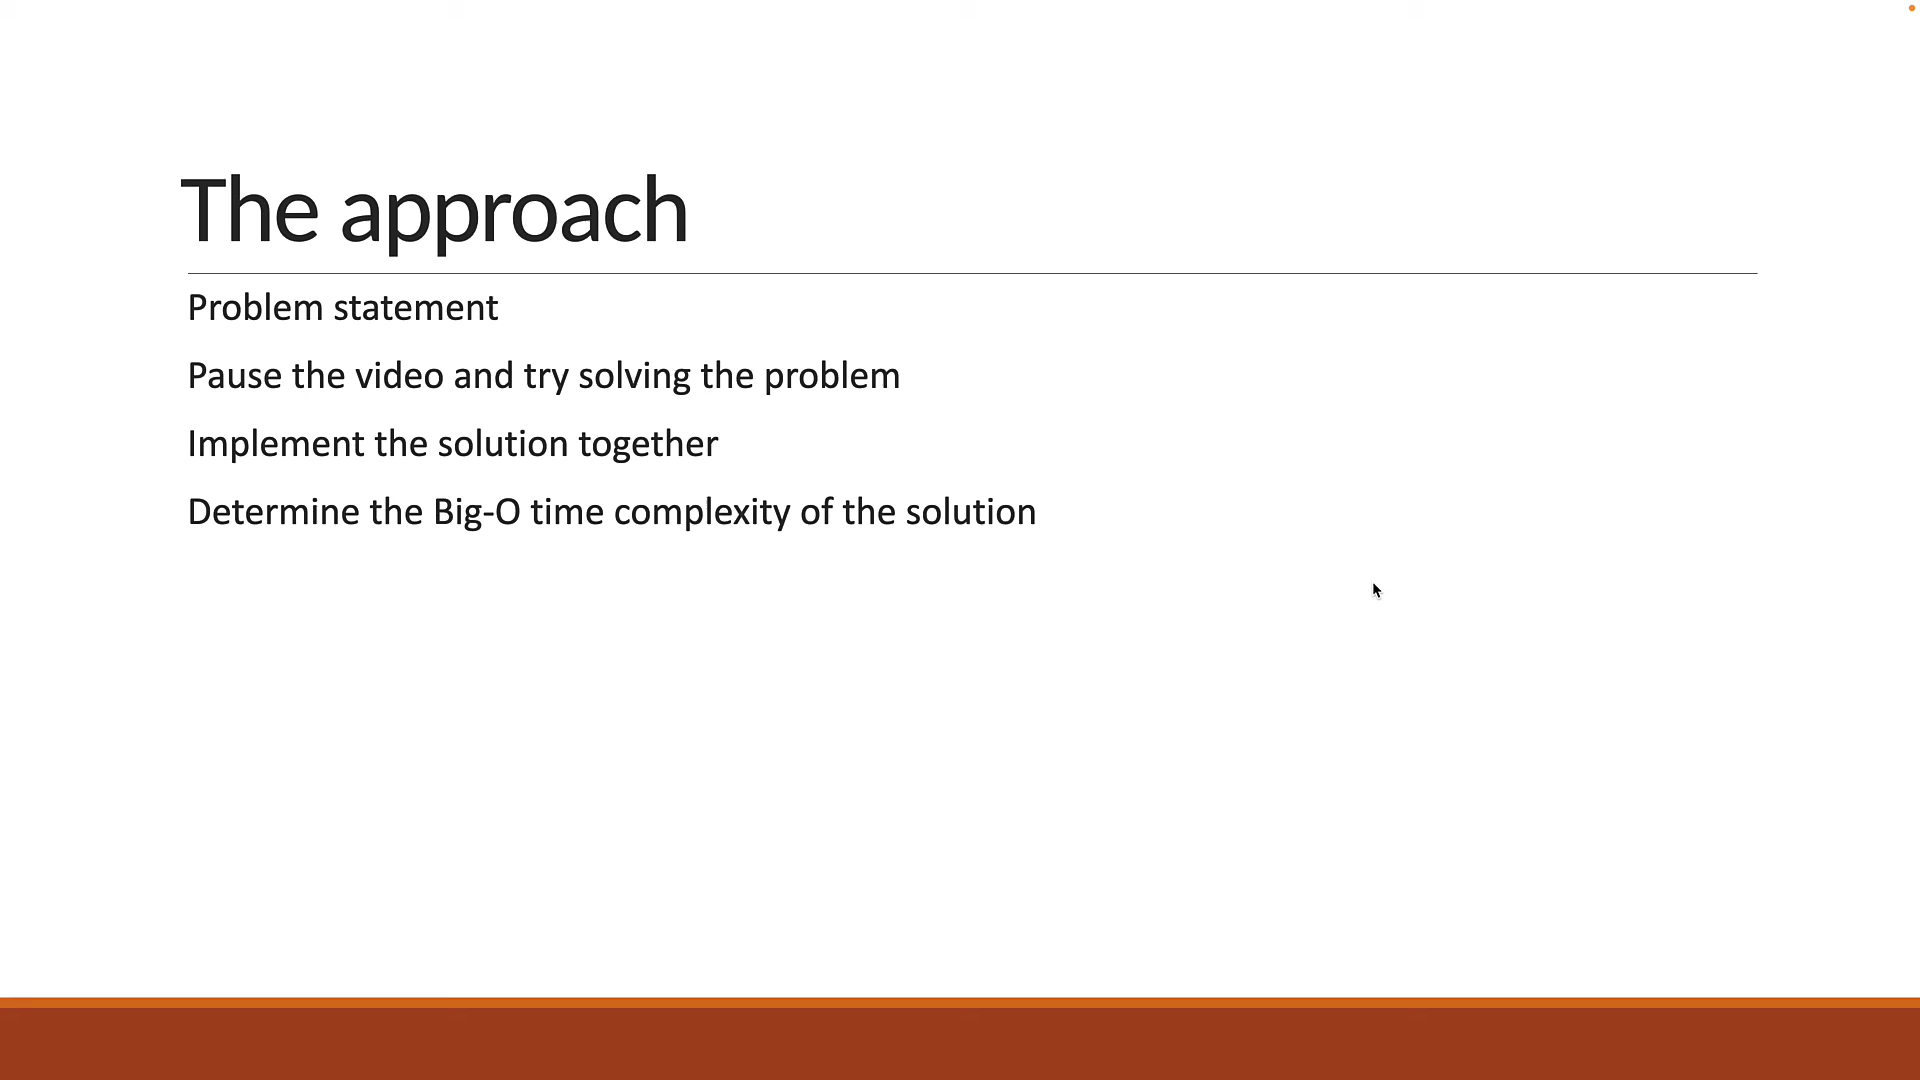 The approach
Problem statement
Pause the video and try solving the problem
Implement the solution together
Determine the Big-O time complexity of the solution